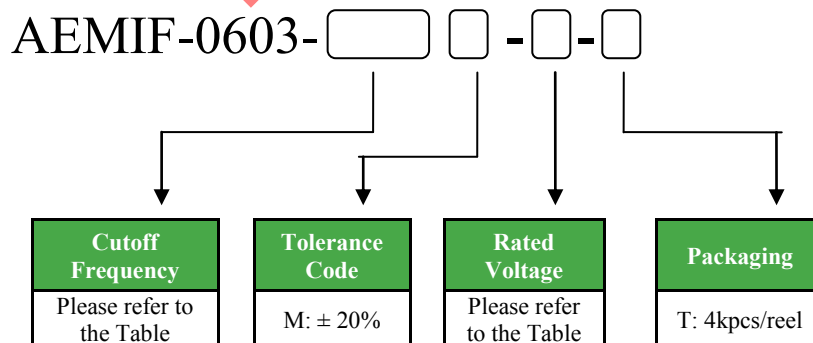 AEMIF-0603- - -
Cutoff
Frequency
Please refer to
the Table
Tolerance
Code
M: ± 20%
Rated
Voltage
Please refer
to the Table
Packaging
T: 4kpcs/reel